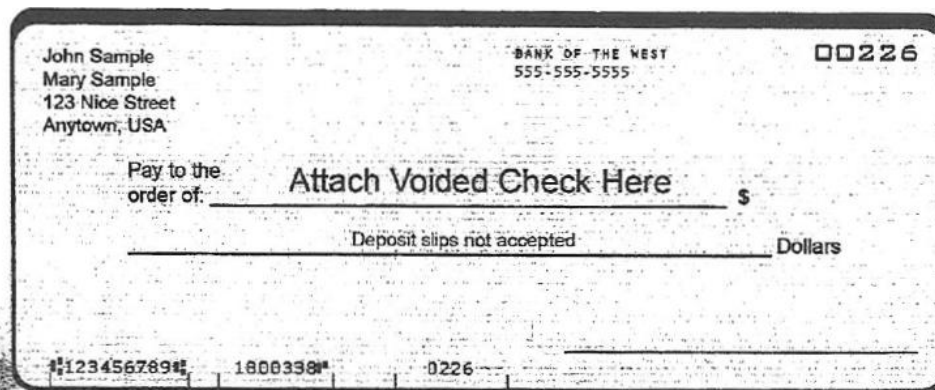 John Sample
Mary Sample
123 Nice Street
Anytown, USA
BANK OF THE WEST
555-555-5555
00226
Pay to the
order of:
Attach Voided Check Here
$
Deposit slips not accepted
Dollars
⑆123456789⑆ 1800338⑈ 0226